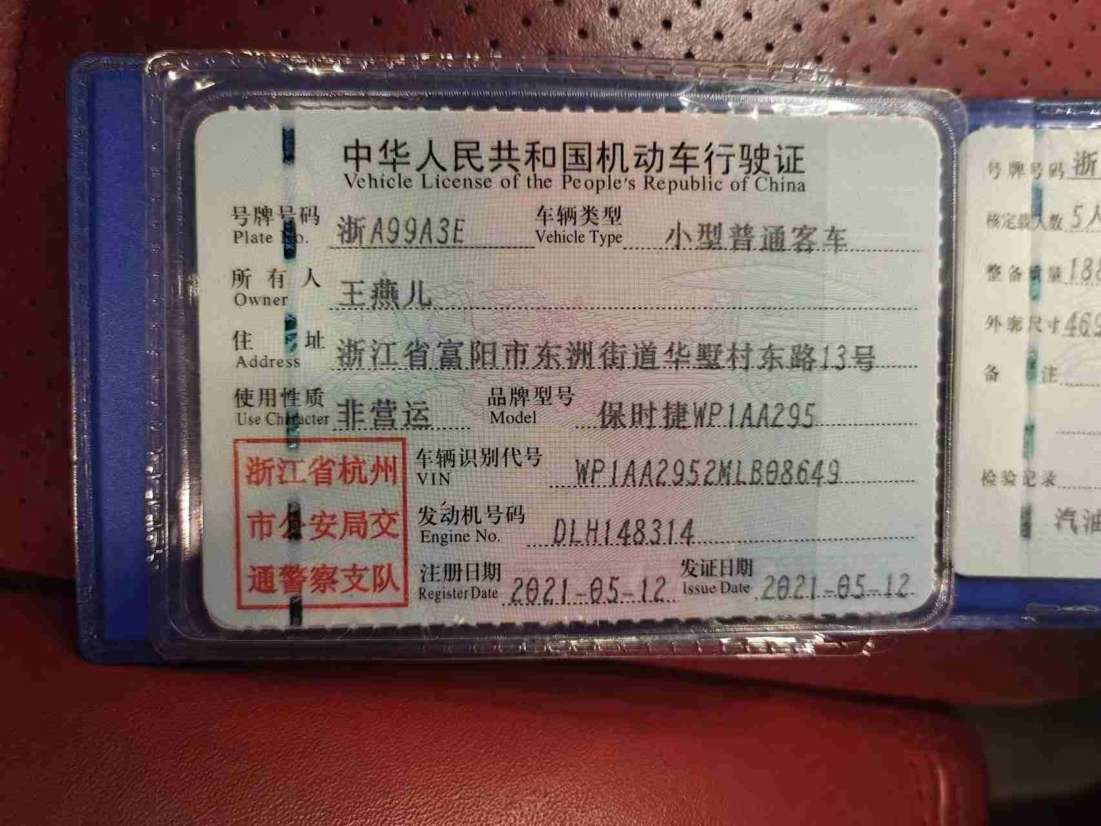 中华人民共和国机动车行驶证
Vehicle License of the People's Republic of China
号牌号码 浙A99A3E 车辆类型 小型普通客车
Plate No. Vehicle Type
所有人 王燕儿
Owner
住址 浙江省富阳市东洲街道华墅村东路13号
Address
使用性质 非营运 品牌型号 保时捷WP1AA295
Use Character Model
浙江省杭州
市公安局交
通警察支队
车辆识别代号 WP1AA2952MLB08649
VIN
发动机号码 DLH148314
Engine No.
注册日期 2021-05-12 发证日期 2021-05-12
Register Date Issue Date
号牌号码 浙
核定载人数 5人
整备质量 188
外廓尺寸 469
备注
检验记录
汽油